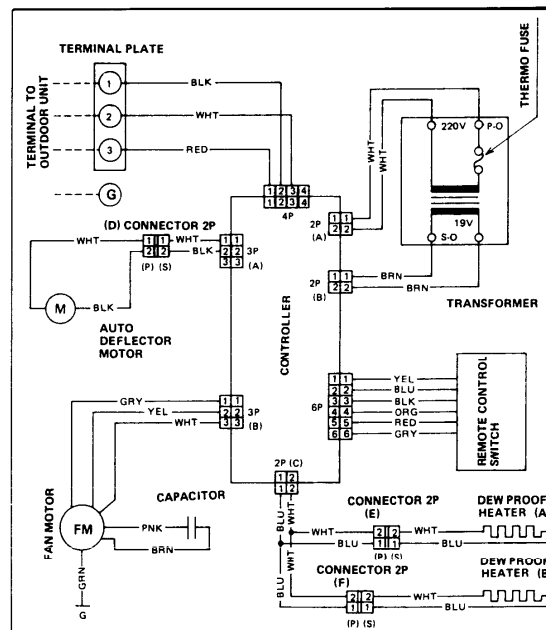 TERMINAL PLATE
TERMINAL TO
OUTDOOR UNIT
1
2
3
G
BLK
WHT
RED
THERMO FUSE
220V
P-O
19V
S-O
TRANSFORMER
WHT
WHT
1 2 3 4
1 2 3 4
4P
2P
(A)
1 1
2 2
2P
(B)
1 1
2 2
BRN
BRN
(D) CONNECTOR 2P
WHT
1 1
2 2
(P) (S)
WHT
BLK
1 1
2 2
3 3
3P
(A)
M
BLK
AUTO
DEFLECTOR
MOTOR
CONTROLLER
6P
1 1
2 2
3 3
4 4
5 5
6 6
YEL
BLU
BLK
ORG
RED
GRY
REMOTE CONTROL
SWITCH
GRY
YEL
WHT
1 1
2 2
3 3
3P
(B)
2P (C)
1 2
1 2
FAN MOTOR
FM
CAPACITOR
PNK
BRN
GRN
G
BLU
WHT
CONNECTOR 2P
(E)
WHT
BLU
2 2
1 1
(P) (S)
WHT
BLU
DEW PROOF
HEATER (A
CONNECTOR 2P
(F)
BLU
WHT
2 2
1 1
(P) (S)
WHT
BLU
DEW PROOF
HEATER (B